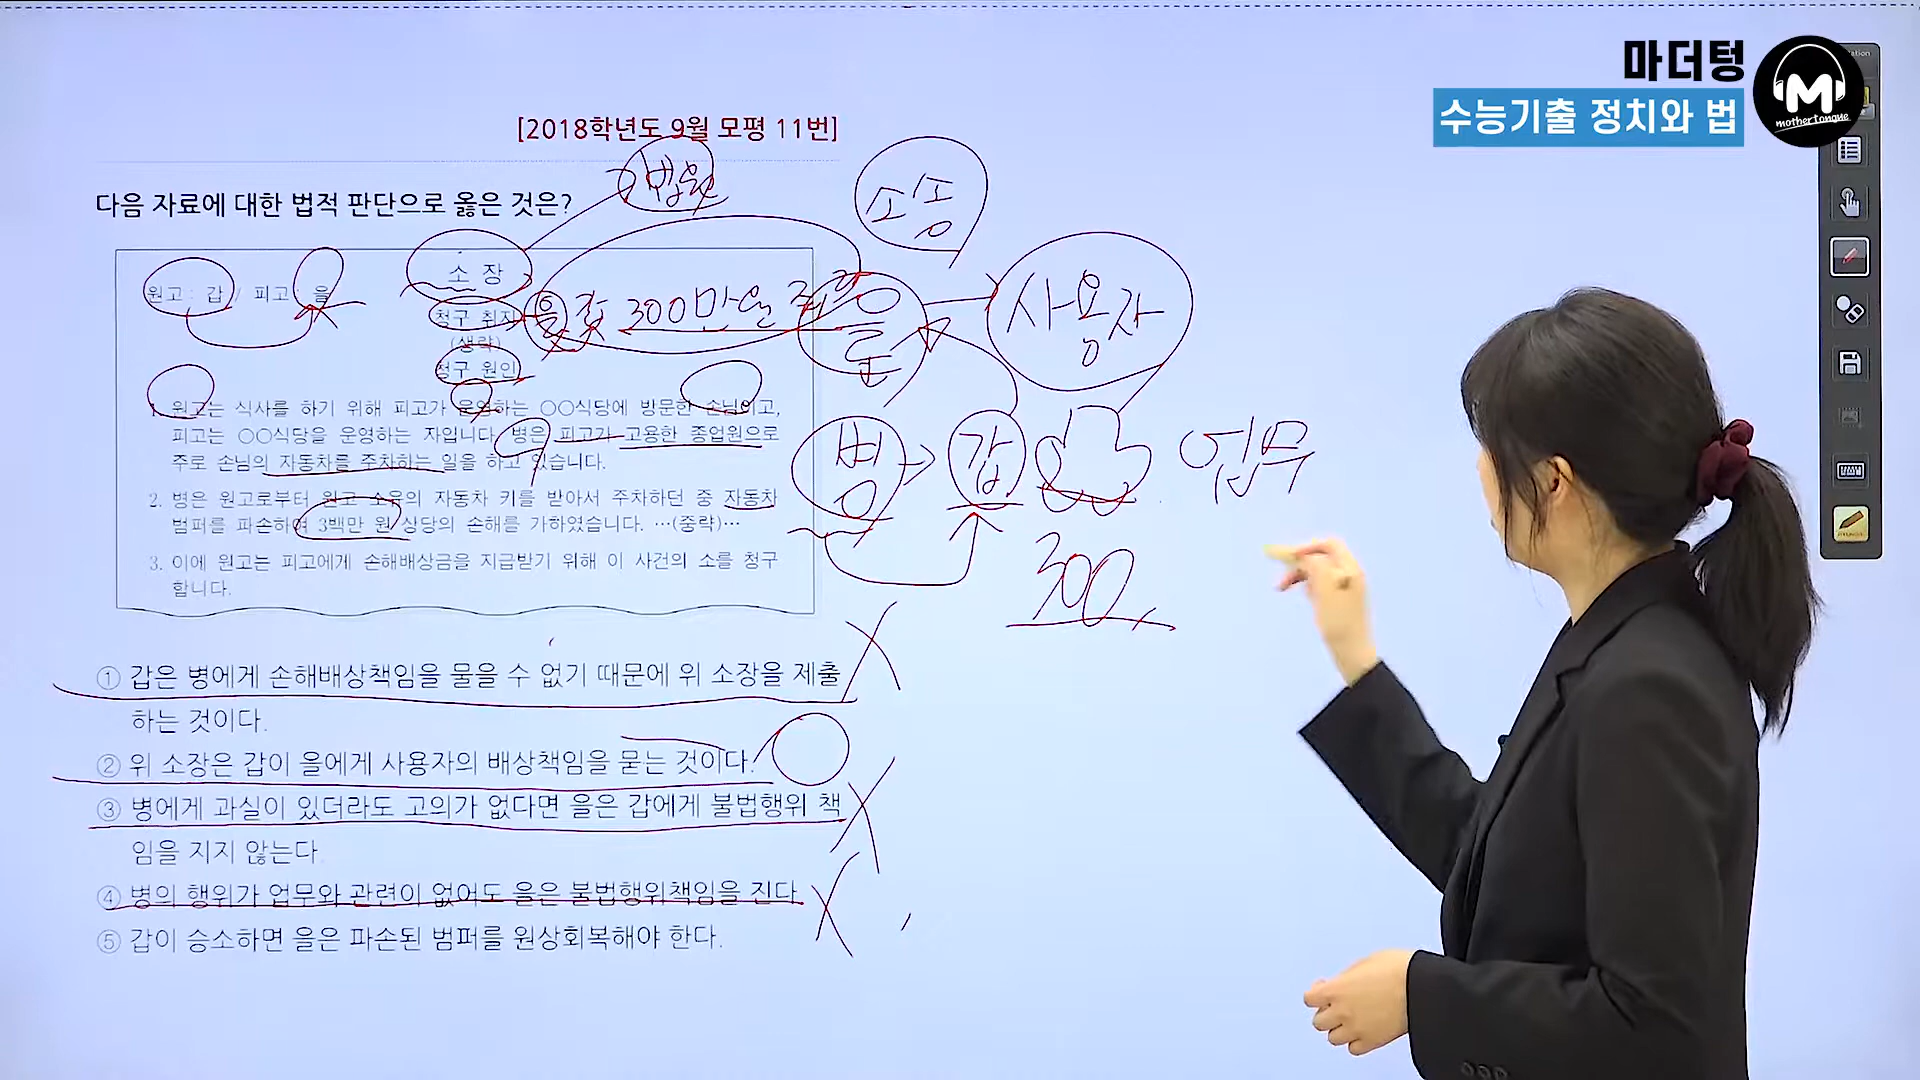 마더텅
수능기출 정치와 법
mothertongue
[2018학년도 9월 모평 11번]
다음 자료에 대한 법적 판단으로 옳은 것은?
법원
소송
소 장
원고 : 갑 / 피고 : 을
청구 취지
을 300만원
(생략)
청구 원인
을
사용자
1. 원고는 식사를 하기 위해 피고가 운영하는 ○○식당에 방문한 손님이고,
피고는 ○○식당을 운영하는 자입니다. 병은 피고가 고용한 종업원으로
주로 손님의 자동차를 주차하는 일을 하고 있습니다.
병 갑 업무
2. 병은 원고로부터 원고 소유의 자동차 키를 받아서 주차하던 중 자동차
범퍼를 파손하여 3백만 원 상당의 손해를 가하였습니다. …(중략)…
3. 이에 원고는 피고에게 손해배상금을 지급받기 위해 이 사건의 소를 청구
합니다.
300
① 갑은 병에게 손해배상책임을 물을 수 없기 때문에 위 소장을 제출
하는 것이다.
② 위 소장은 갑이 을에게 사용자의 배상책임을 묻는 것이다.
③ 병에게 과실이 있더라도 고의가 없다면 을은 갑에게 불법행위 책
임을 지지 않는다.
④ 병의 행위가 업무와 관련이 없어도 을은 불법행위책임을 진다.
⑤ 갑이 승소하면 을은 파손된 범퍼를 원상회복해야 한다.